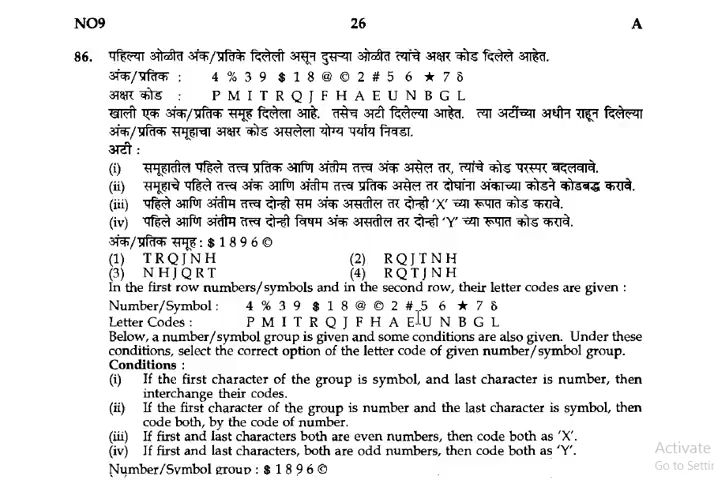 NO9 26 A
86. पहिल्या ओळीत अंक/प्रतिके दिलेली असून दुसऱ्या ओळीत त्यांचे अक्षर कोड दिलेले आहेत.
अंक/प्रतिक : 4 % 3 9 $ 1 8 @ © 2 # 5 6 ★ 7 δ
अक्षर कोड : P M I T R Q J F H A E U N B G L
खाली एक अंक/प्रतिक समूह दिलेला आहे. तसेच अटी दिलेल्या आहेत. त्या अटींच्या अधीन राहून दिलेल्या
अंक/प्रतिक समूहाचा अक्षर कोड असलेला योग्य पर्याय निवडा.
अटी :
(i) समूहातील पहिले तत्त्व प्रतिक आणि अंतीम तत्त्व अंक असेल तर, त्यांचे कोड परस्पर बदलवावे.
(ii) समूहाचे पहिले तत्त्व अंक आणि अंतीम तत्त्व प्रतिक असेल तर दोघांना अंकाच्या कोडने कोडबद्ध करावे.
(iii) पहिले आणि अंतीम तत्त्व दोन्ही सम अंक असतील तर दोन्ही 'X' च्या रूपात कोड करावे.
(iv) पहिले आणि अंतीम तत्त्व दोन्ही विषम अंक असतील तर दोन्ही 'Y' च्या रूपात कोड करावे.
अंक/प्रतिक समूह : $ 1 8 9 6 ©
(1) T R Q J N H (2) R Q J T N H
(3) N H J Q R T (4) R Q T J N H
In the first row numbers/symbols and in the second row, their letter codes are given :
Number/Symbol : 4 % 3 9 $ 1 8 @ © 2 # 5 6 ★ 7 δ
Letter Codes : P M I T R Q J F H A E U N B G L
Below, a number/symbol group is given and some conditions are also given. Under these
conditions, select the correct option of the letter code of given number/symbol group.
Conditions :
(i) If the first character of the group is symbol, and last character is number, then
interchange their codes.
(ii) If the first character of the group is number and the last character is symbol, then
code both, by the code of number.
(iii) If first and last characters both are even numbers, then code both as 'X'.
(iv) If first and last characters, both are odd numbers, then code both as 'Y'.
Number/Symbol group : $ 1 8 9 6 ©
Activate
Go to Settin